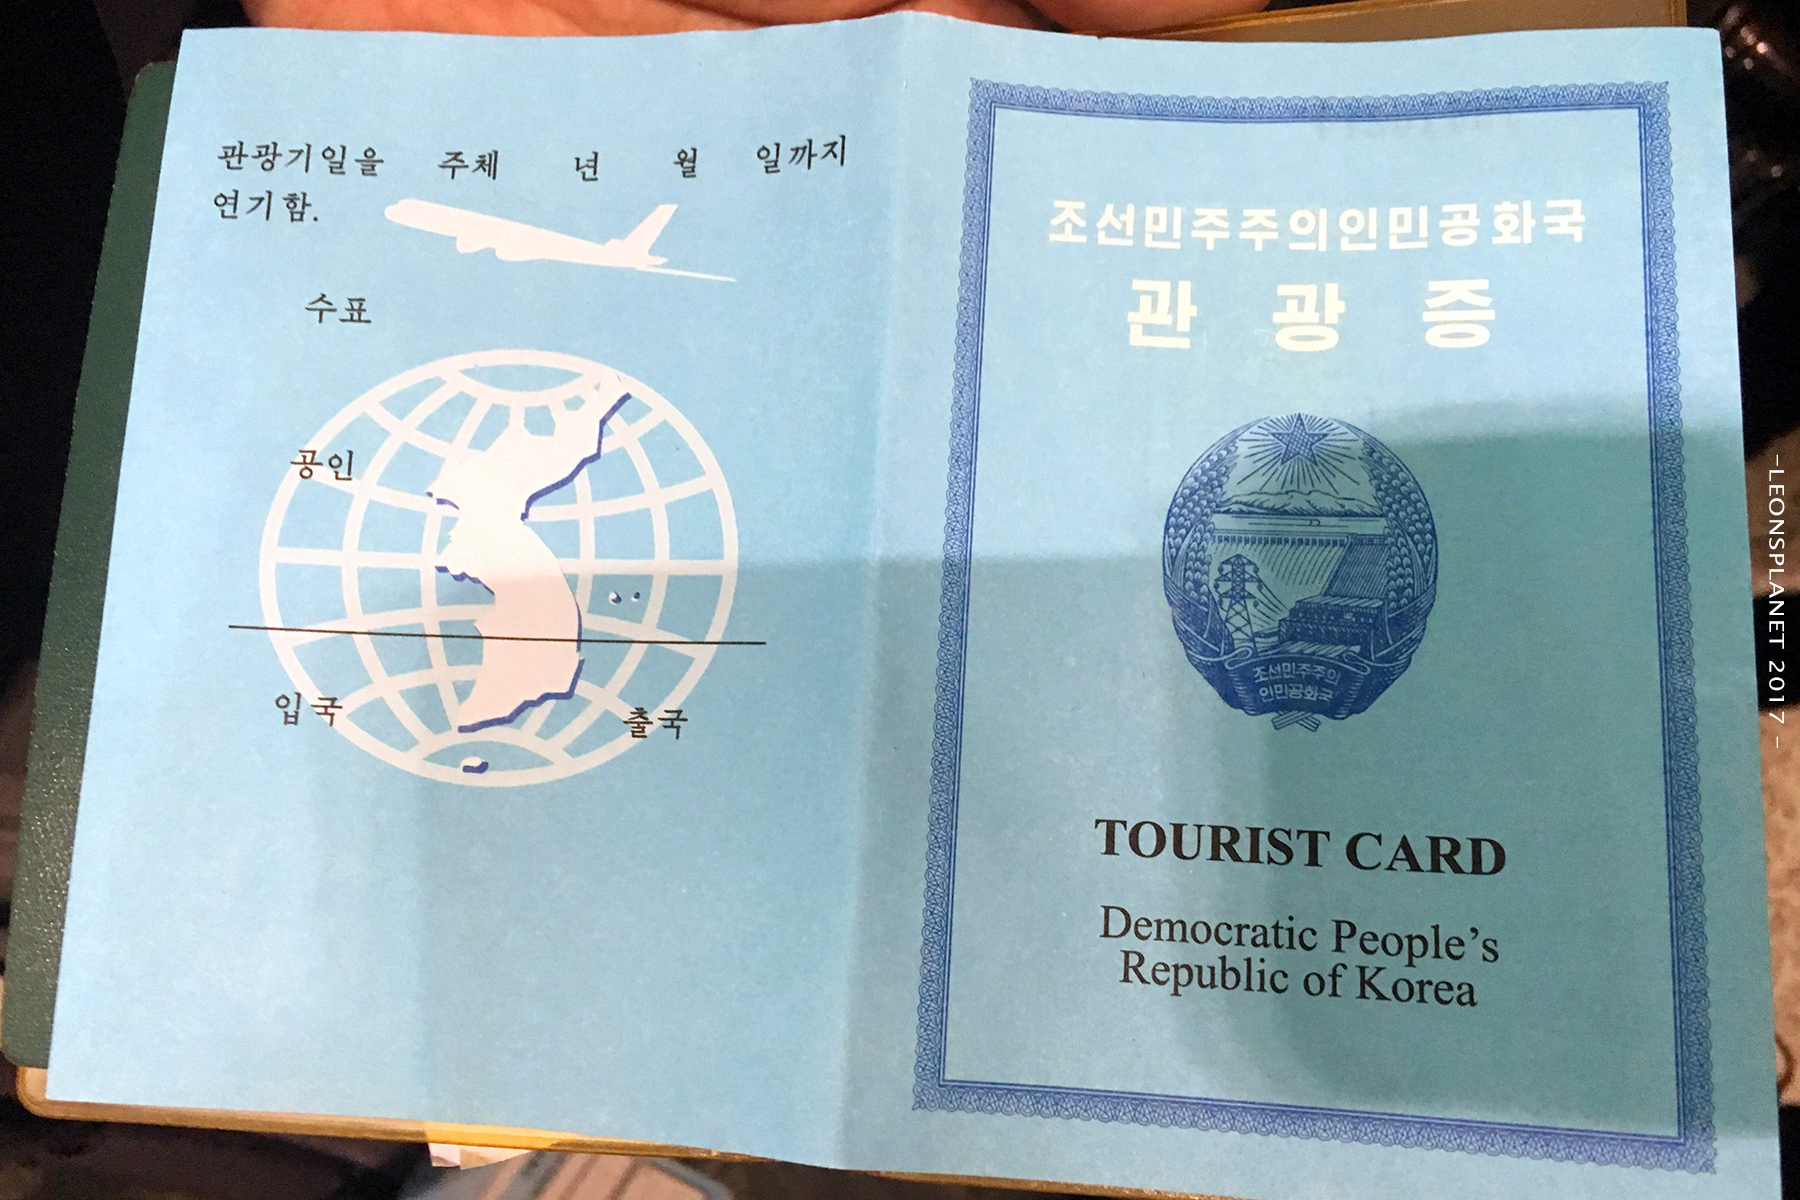 관광기일을 주체 년 월 일까지
연기함.
수표
공인
입국 출국
조선민주주의인민공화국
관 광 증
조선민주주의
인민공화국
TOURIST CARD
Democratic People's
Republic of Korea
-LEONSPLANET 2017 -